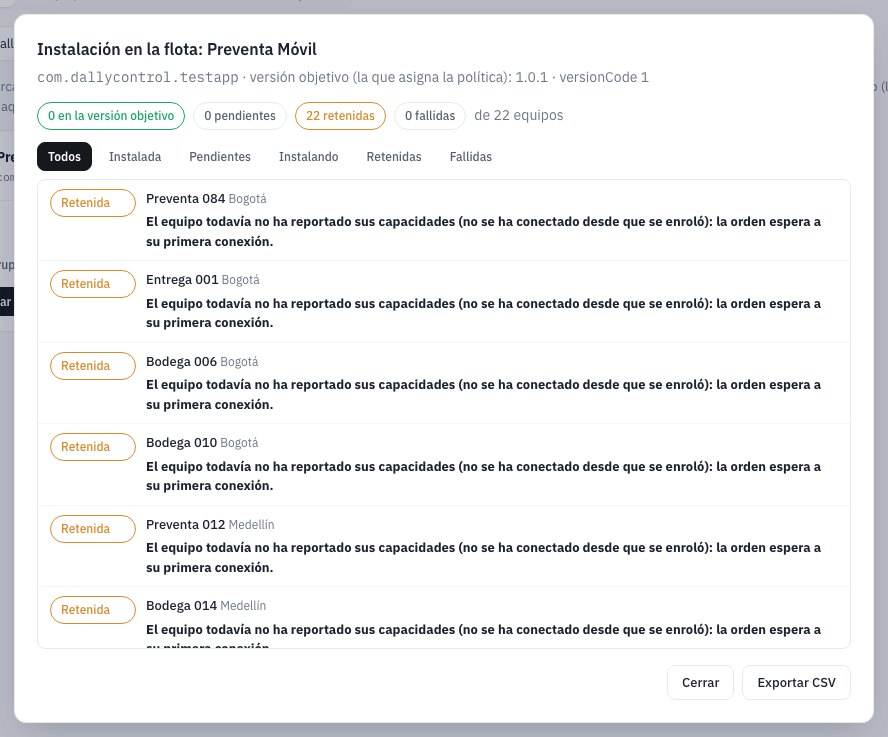 Instalación en la flota: Preventa Móvil
com.dallycontrol.testapp · versión objetivo (la que asigna la política): 1.0.1 · versionCode 1
0 en la versión objetivo 0 pendientes 22 retenidas 0 fallidas de 22 equipos
Todos Instalada Pendientes Instalando Retenidas Fallidas
Retenida Preventa 084 Bogotá
El equipo todavía no ha reportado sus capacidades (no se ha conectado desde que se enroló): la orden espera a
su primera conexión.
Retenida Entrega 001 Bogotá
El equipo todavía no ha reportado sus capacidades (no se ha conectado desde que se enroló): la orden espera a
su primera conexión.
Retenida Bodega 006 Bogotá
El equipo todavía no ha reportado sus capacidades (no se ha conectado desde que se enroló): la orden espera a
su primera conexión.
Retenida Bodega 010 Bogotá
El equipo todavía no ha reportado sus capacidades (no se ha conectado desde que se enroló): la orden espera a
su primera conexión.
Retenida Preventa 012 Medellín
El equipo todavía no ha reportado sus capacidades (no se ha conectado desde que se enroló): la orden espera a
su primera conexión.
Retenida Bodega 014 Medellín
El equipo todavía no ha reportado sus capacidades (no se ha conectado desde que se enroló): la orden espera a
su primera conexión.
Cerrar Exportar CSV